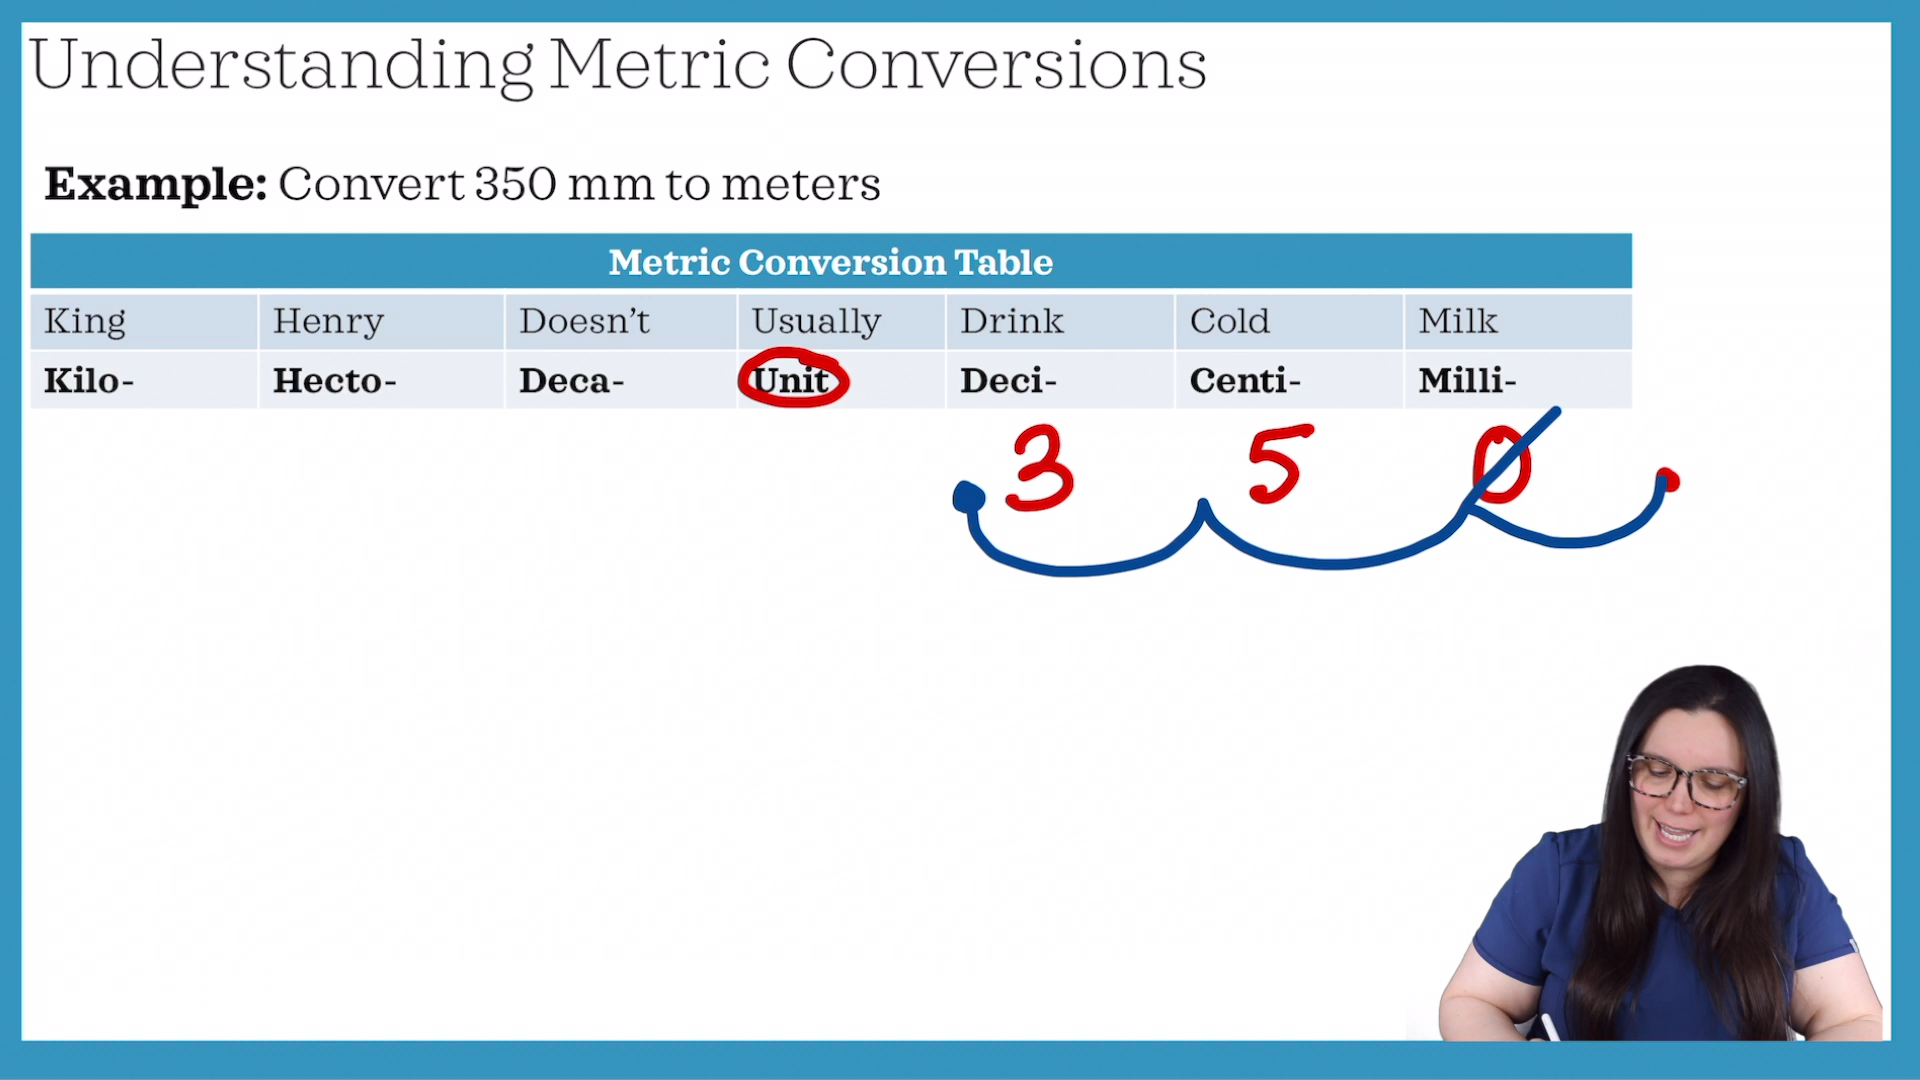 Understanding Metric Conversions
Example: Convert 350 mm to meters
Metric Conversion Table
King Henry Doesn’t Usually Drink Cold Milk
Kilo- Hecto- Deca- Unit Deci- Centi- Milli-
3 5 0 .